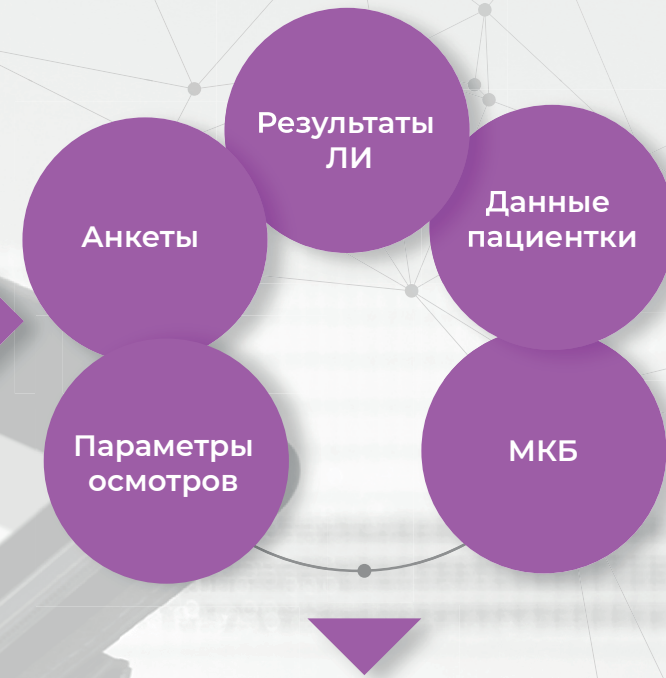 Результаты
ЛИ
Анкеты
Данные
пациентки
Параметры
осмотров
МКБ